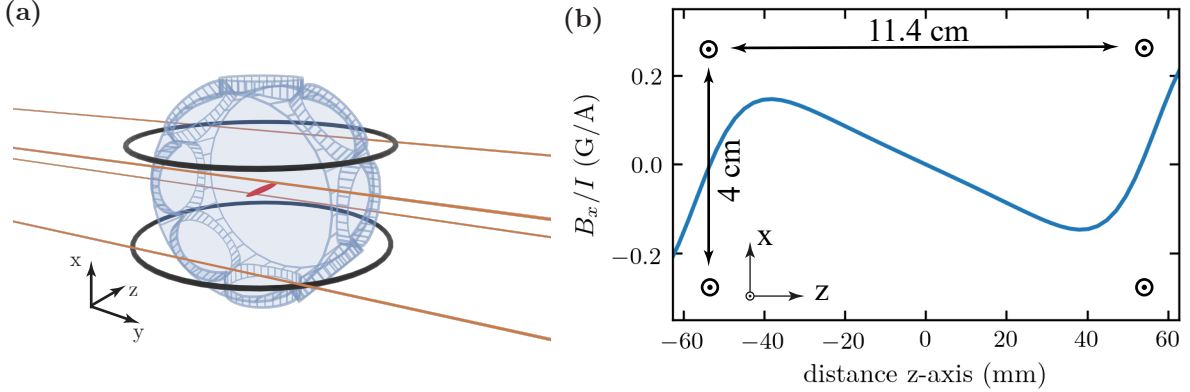 (a)
x
z
y
(b)
11.4 cm
4 cm
x
z
B_x/I (G/A)
0.2
0.0
−0.2
−60
−40
−20
0
20
40
60
distance z-axis (mm)